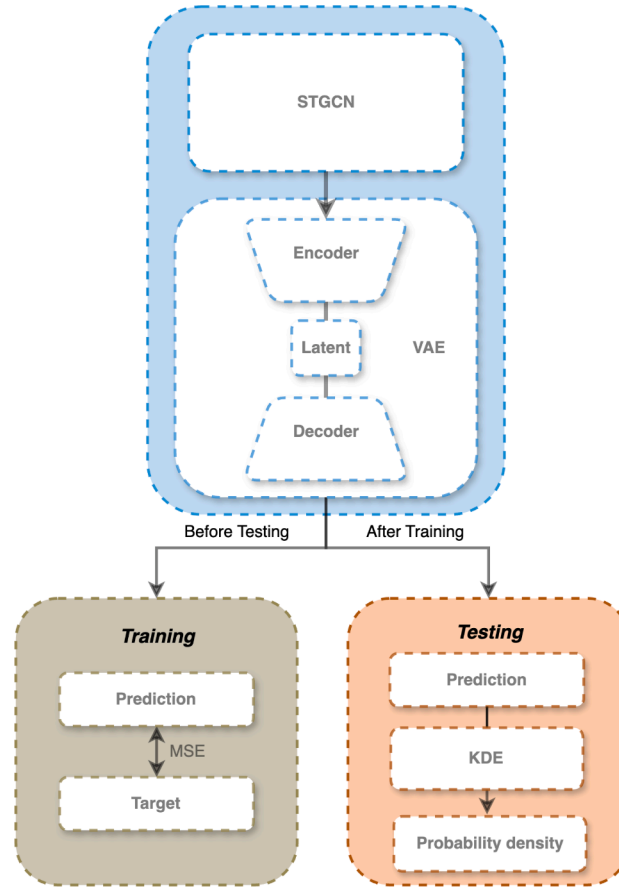 STGCN
Encoder
Latent
VAE
Decoder
Before Testing
After Training
Training
Prediction
MSE
Target
Testing
Prediction
KDE
Probability density